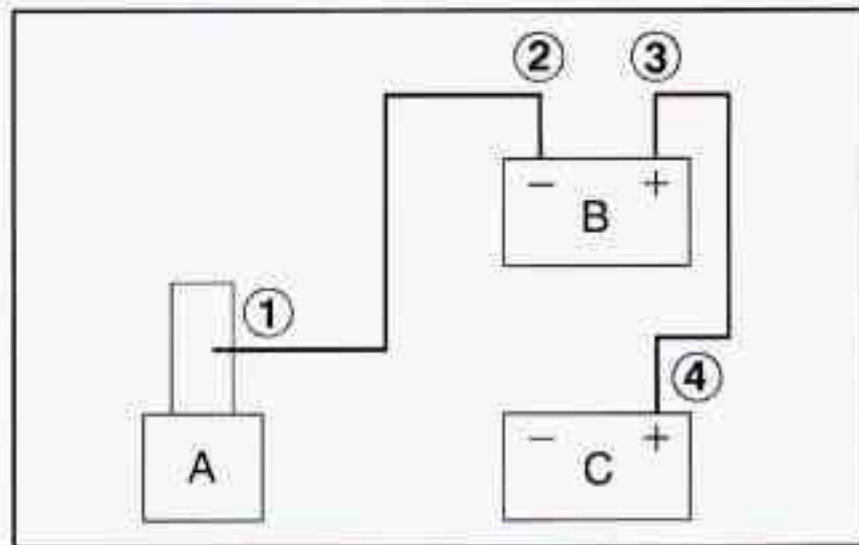 ② ③
− +
B
①
④
− +
A C